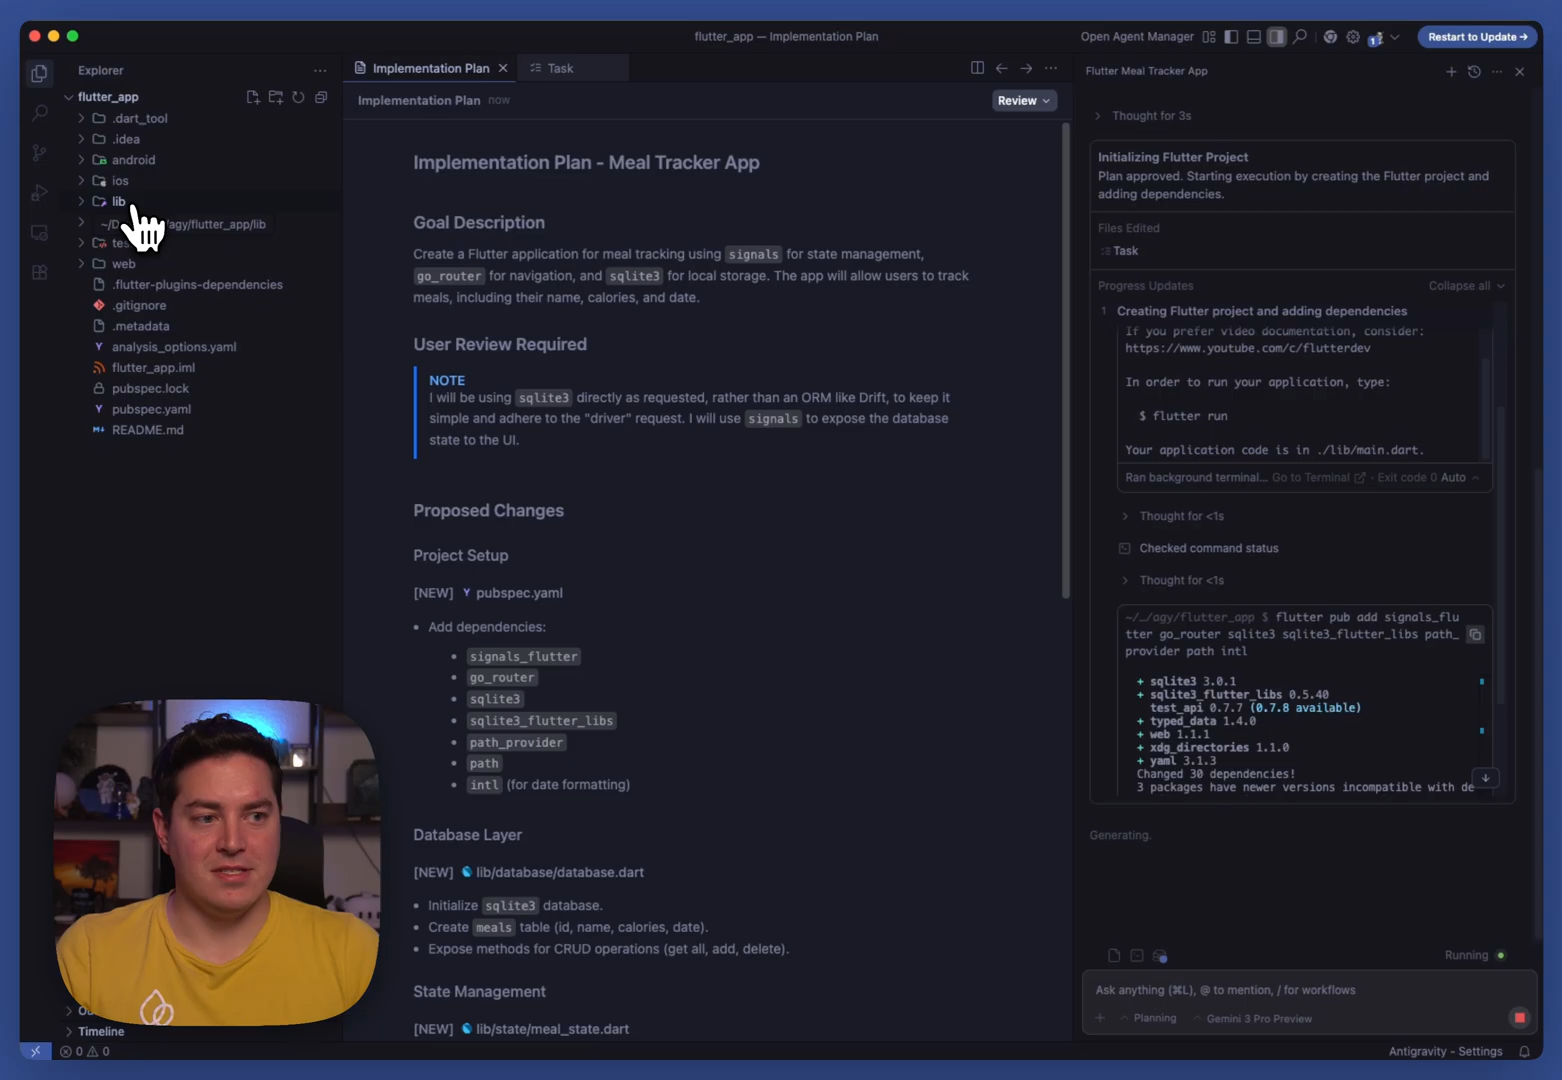 flutter_app — Implementation Plan
Open Agent Manager
Restart to Update
Explorer
flutter_app
.dart_tool
.idea
android
ios
lib
/agy/flutter_app/lib
web
.flutter-plugins-dependencies
.gitignore
.metadata
analysis_options.yaml
flutter_app.iml
pubspec.lock
pubspec.yaml
README.md
Timeline
0 0
Implementation Plan
Task
Implementation Plan now
Review
Implementation Plan - Meal Tracker App
Goal Description
Create a Flutter application for meal tracking using signals for state management,
go_router for navigation, and sqlite3 for local storage. The app will allow users to track
meals, including their name, calories, and date.
User Review Required
NOTE
I will be using sqlite3 directly as requested, rather than an ORM like Drift, to keep it
simple and adhere to the "driver" request. I will use signals to expose the database
state to the UI.
Proposed Changes
Project Setup
[NEW] pubspec.yaml
• Add dependencies:
• signals_flutter
• go_router
• sqlite3
• sqlite3_flutter_libs
• path_provider
• path
• intl (for date formatting)
Database Layer
[NEW] lib/database/database.dart
• Initialize sqlite3 database.
• Create meals table (id, name, calories, date).
• Expose methods for CRUD operations (get all, add, delete).
State Management
[NEW] lib/state/meal_state.dart
Flutter Meal Tracker App
Thought for 3s
Initializing Flutter Project
Plan approved. Starting execution by creating the Flutter project and
adding dependencies.
Files Edited
Task
Progress Updates
Collapse all
1 Creating Flutter project and adding dependencies
If you prefer video documentation, consider:
https://www.youtube.com/c/flutterdev
In order to run your application, type:
$ flutter run
Your application code is in ./lib/main.dart.
Ran background terminal... Go to Terminal · Exit code 0 Auto
Thought for <1s
Checked command status
Thought for <1s
~/…/agy/flutter_app $ flutter pub add signals_flu
tter go_router sqlite3 sqlite3_flutter_libs path_
provider path intl
+ sqlite3 3.0.1
+ sqlite3_flutter_libs 0.5.40
test_api 0.7.7 (0.7.8 available)
+ typed_data 1.4.0
+ web 1.1.1
+ xdg_directories 1.1.0
+ yaml 3.1.3
Changed 30 dependencies!
3 packages have newer versions incompatible with de
Generating.
Running
Ask anything (⌘L), @ to mention, / for workflows
Planning
Gemini 3 Pro Preview
Antigravity - Settings